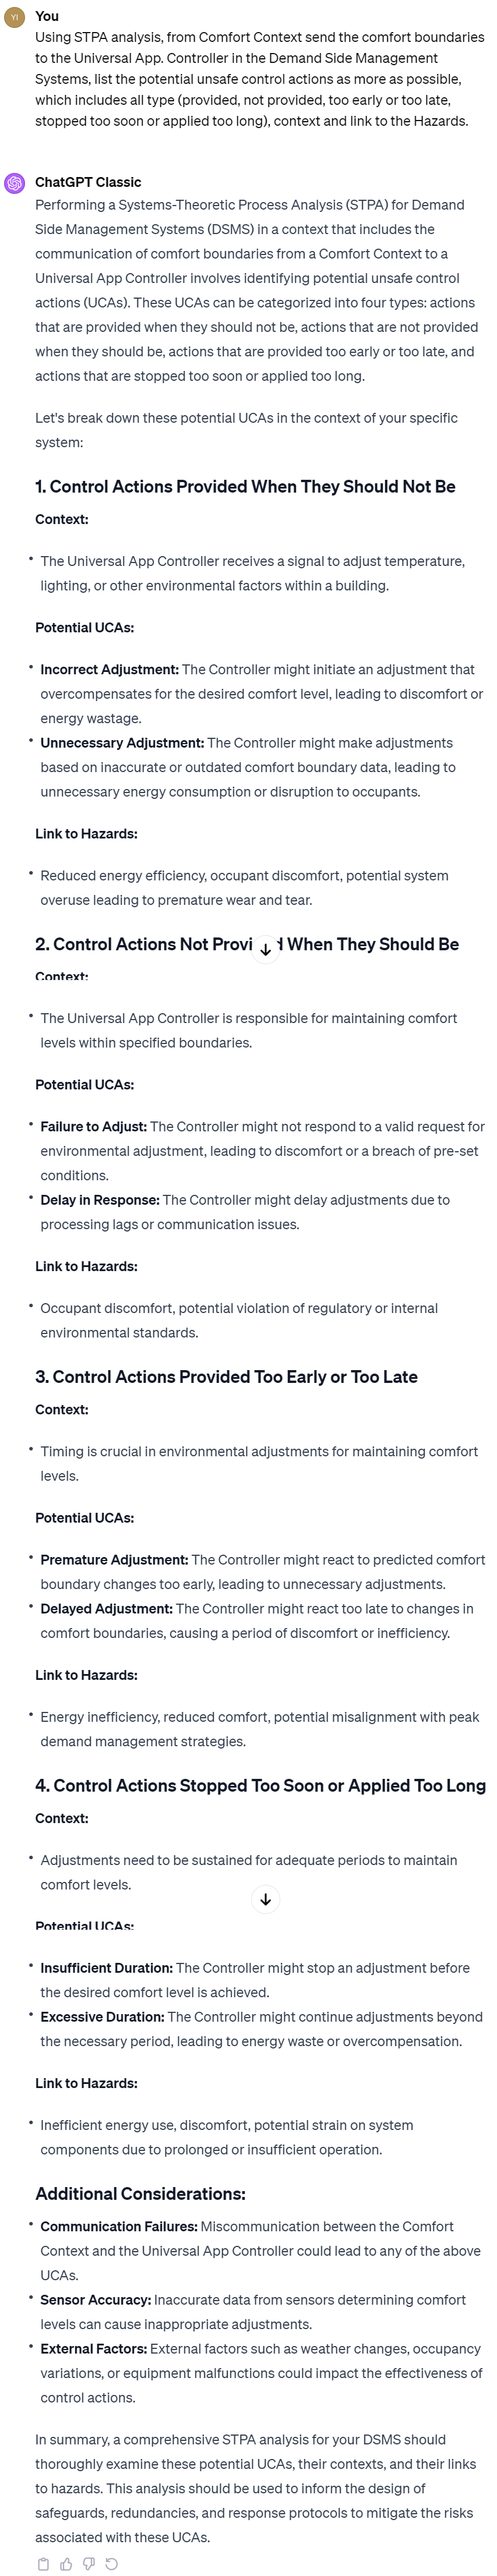 YI
You
Using STPA analysis, from Comfort Context send the comfort boundaries
to the Universal App. Controller in the Demand Side Management
Systems, list the potential unsafe control actions as more as possible,
which includes all type (provided, not provided, too early or too late,
stopped too soon or applied too long), context and link to the Hazards.
ChatGPT Classic
Performing a Systems-Theoretic Process Analysis (STPA) for Demand
Side Management Systems (DSMS) in a context that includes the
communication of comfort boundaries from a Comfort Context to a
Universal App Controller involves identifying potential unsafe control
actions (UCAs). These UCAs can be categorized into four types: actions
that are provided when they should not be, actions that are not provided
when they should be, actions that are provided too early or too late, and
actions that are stopped too soon or applied too long.
Let's break down these potential UCAs in the context of your specific
system:
1. Control Actions Provided When They Should Not Be
Context:
• The Universal App Controller receives a signal to adjust temperature,
lighting, or other environmental factors within a building.
Potential UCAs:
• Incorrect Adjustment: The Controller might initiate an adjustment that
overcompensates for the desired comfort level, leading to discomfort or
energy wastage.
• Unnecessary Adjustment: The Controller might make adjustments
based on inaccurate or outdated comfort boundary data, leading to
unnecessary energy consumption or disruption to occupants.
Link to Hazards:
• Reduced energy efficiency, occupant discomfort, potential system
overuse leading to premature wear and tear.
2. Control Actions Not Provided When They Should Be
Context:
• The Universal App Controller is responsible for maintaining comfort
levels within specified boundaries.
Potential UCAs:
• Failure to Adjust: The Controller might not respond to a valid request for
environmental adjustment, leading to discomfort or a breach of pre-set
conditions.
• Delay in Response: The Controller might delay adjustments due to
processing lags or communication issues.
Link to Hazards:
• Occupant discomfort, potential violation of regulatory or internal
environmental standards.
3. Control Actions Provided Too Early or Too Late
Context:
• Timing is crucial in environmental adjustments for maintaining comfort
levels.
Potential UCAs:
• Premature Adjustment: The Controller might react to predicted comfort
boundary changes too early, leading to unnecessary adjustments.
• Delayed Adjustment: The Controller might react too late to changes in
comfort boundaries, causing a period of discomfort or inefficiency.
Link to Hazards:
• Energy inefficiency, reduced comfort, potential misalignment with peak
demand management strategies.
4. Control Actions Stopped Too Soon or Applied Too Long
Context:
• Adjustments need to be sustained for adequate periods to maintain
comfort levels.
Potential UCAs:
• Insufficient Duration: The Controller might stop an adjustment before
the desired comfort level is achieved.
• Excessive Duration: The Controller might continue adjustments beyond
the necessary period, leading to energy waste or overcompensation.
Link to Hazards:
• Inefficient energy use, discomfort, potential strain on system
components due to prolonged or insufficient operation.
Additional Considerations:
• Communication Failures: Miscommunication between the Comfort
Context and the Universal App Controller could lead to any of the above
UCAs.
• Sensor Accuracy: Inaccurate data from sensors determining comfort
levels can cause inappropriate adjustments.
• External Factors: External factors such as weather changes, occupancy
variations, or equipment malfunctions could impact the effectiveness of
control actions.
In summary, a comprehensive STPA analysis for your DSMS should
thoroughly examine these potential UCAs, their contexts, and their links
to hazards. This analysis should be used to inform the design of
safeguards, redundancies, and response protocols to mitigate the risks
associated with these UCAs.